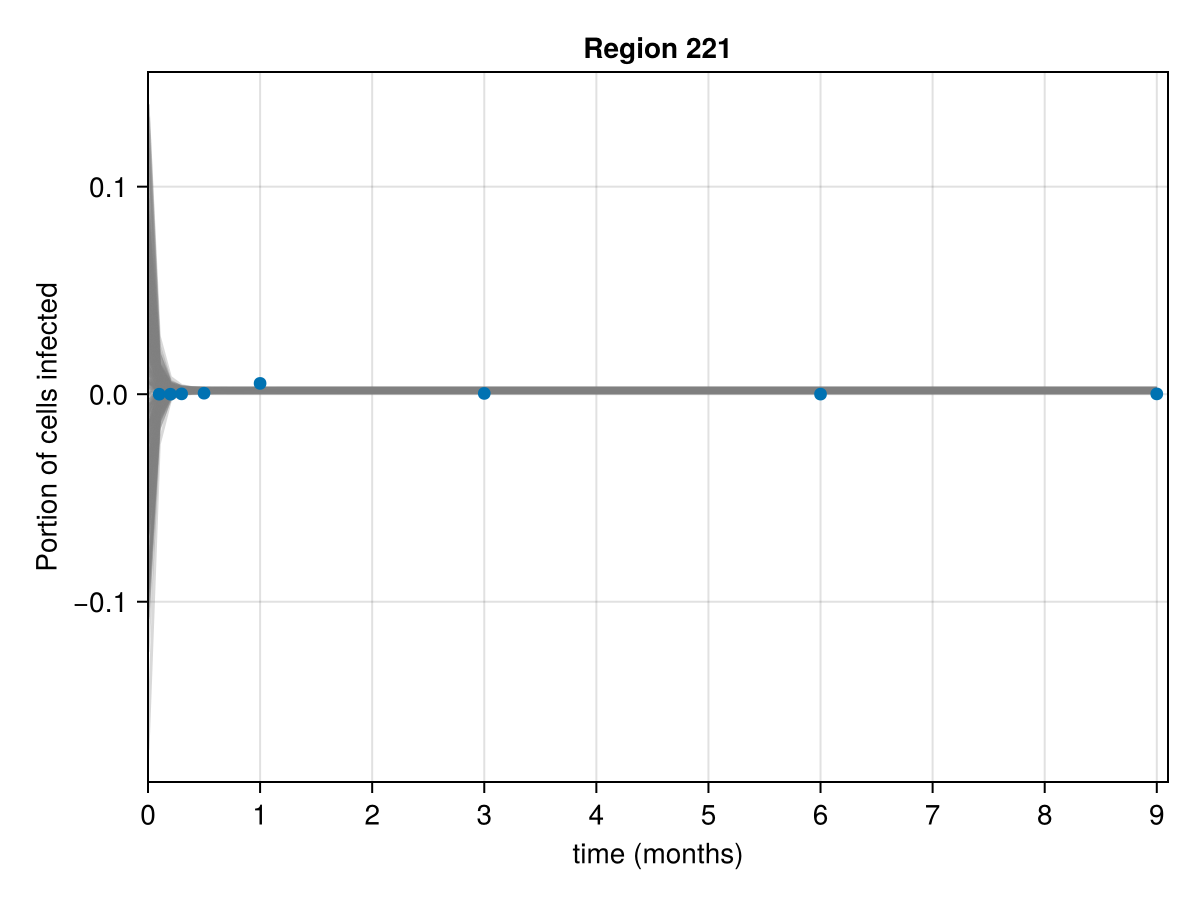 Region 221
Portion of cells infected
0.1
0.0
−0.1
0 1 2 3 4 5 6 7 8 9
time (months)